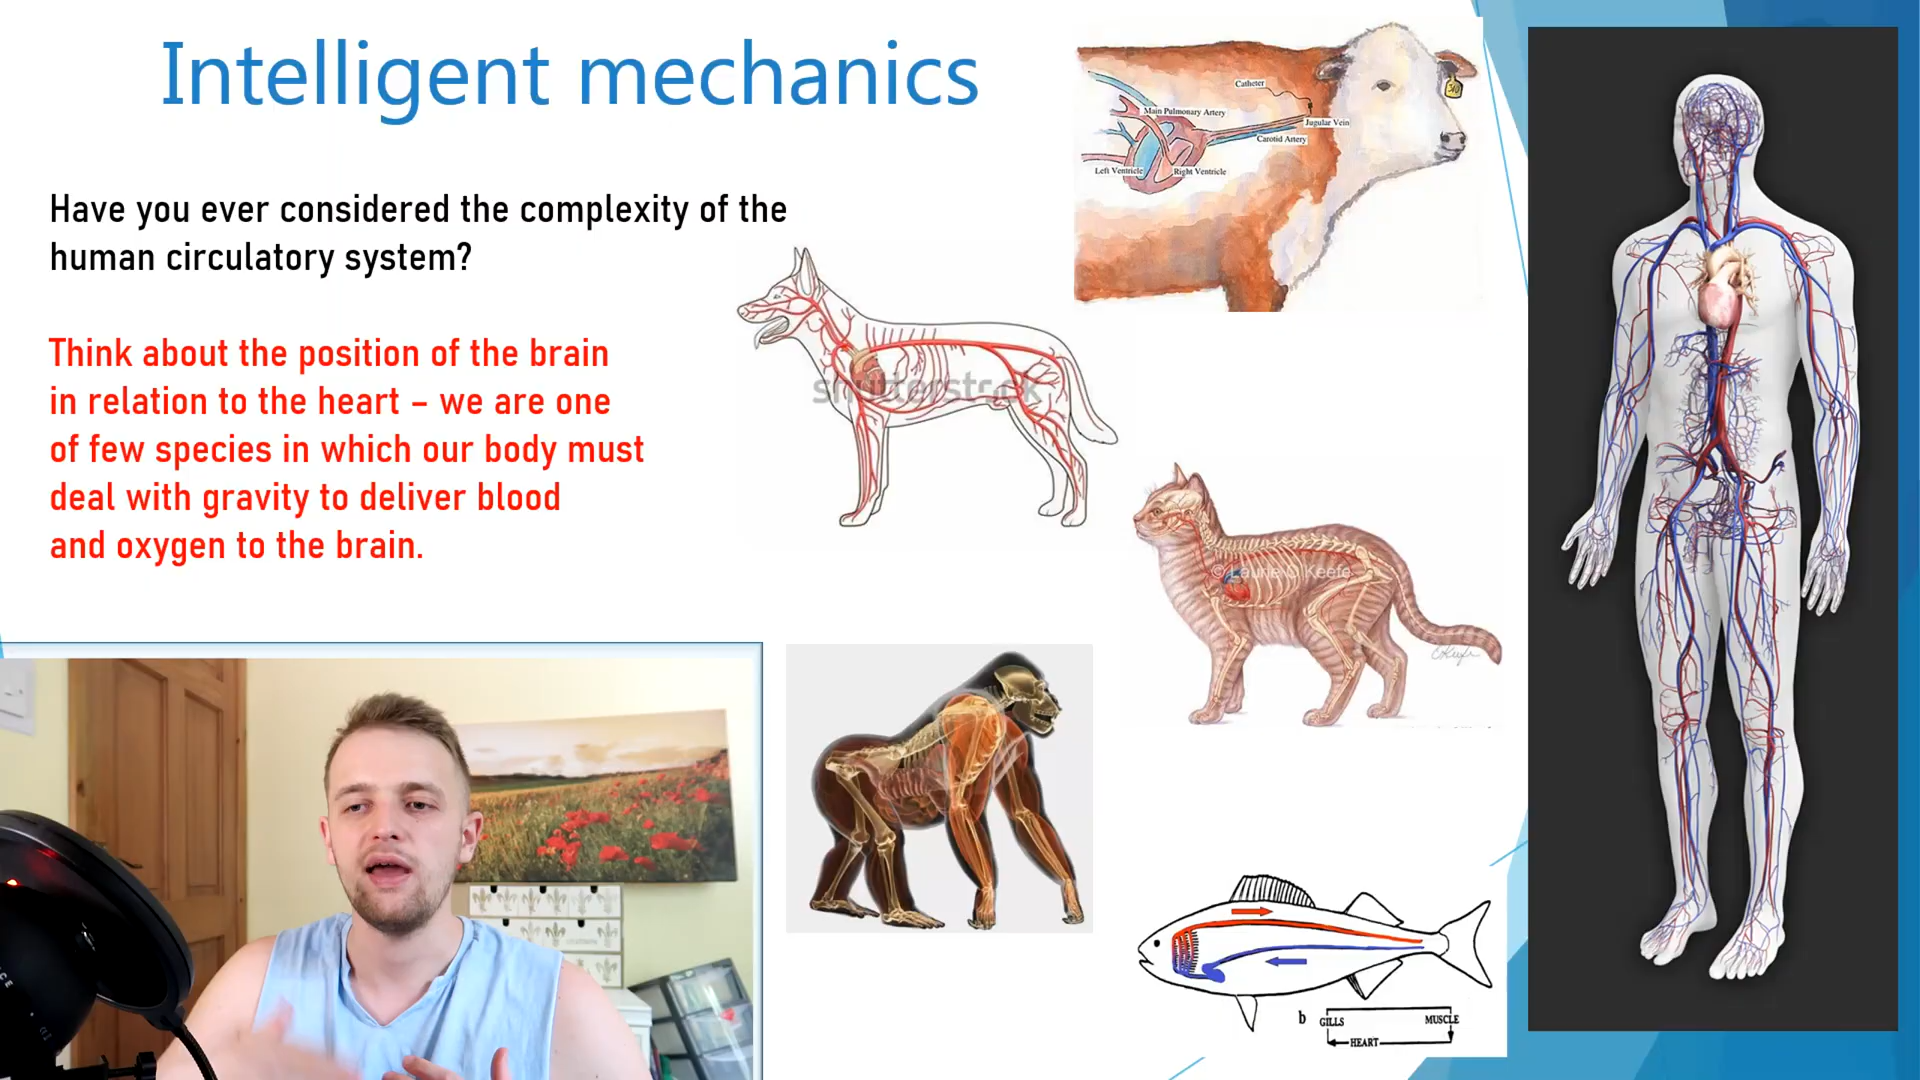 Intelligent mechanics
Have you ever considered the complexity of the
human circulatory system?
Think about the position of the brain
in relation to the heart – we are one
of few species in which our body must
deal with gravity to deliver blood
and oxygen to the brain.
Catheter
Main Pulmonary Artery
Jugular Vein
Carotid Artery
Left Ventricle
Right Ventricle
shutterstock
© Laurie O'Keefe
b
GILLS
MUSCLE
HEART